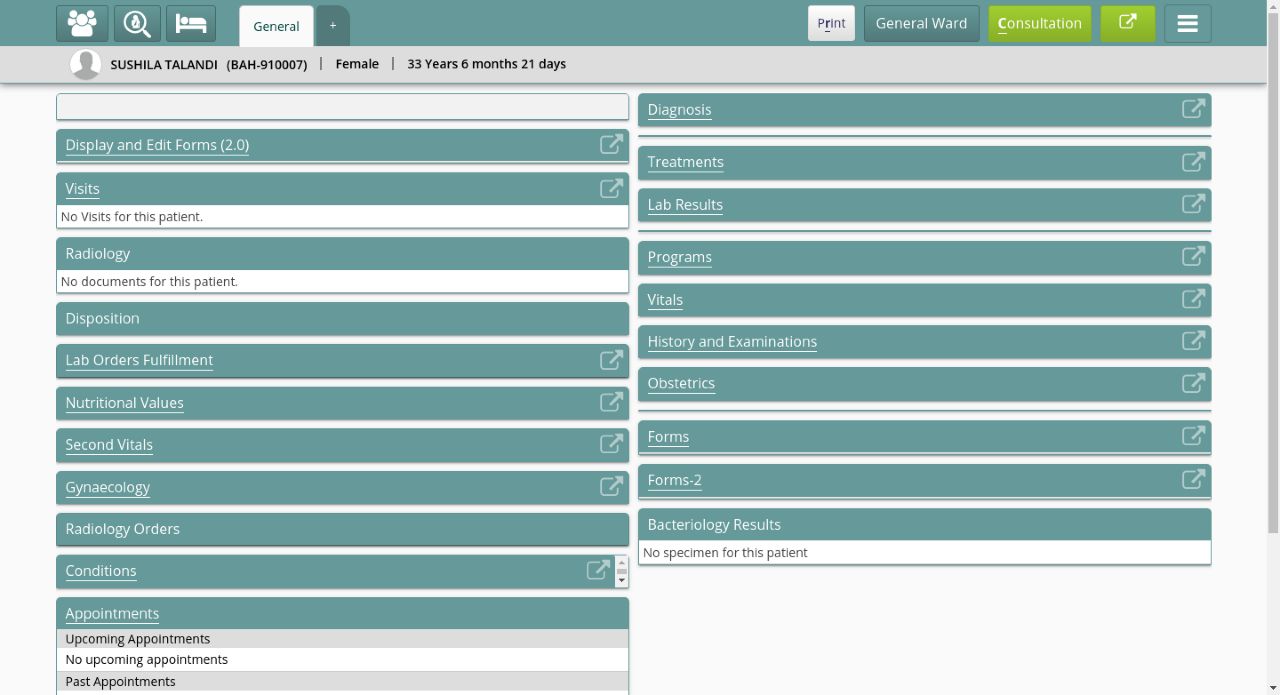 General
+
Print
General Ward
Consultation
SUSHILA TALANDI (BAH-910007) | Female | 33 Years 6 months 21 days
Display and Edit Forms (2.0)
Visits
No Visits for this patient.
Radiology
No documents for this patient.
Disposition
Lab Orders Fulfillment
Nutritional Values
Second Vitals
Gynaecology
Radiology Orders
Conditions
Appointments
Upcoming Appointments
No upcoming appointments
Past Appointments
Diagnosis
Treatments
Lab Results
Programs
Vitals
History and Examinations
Obstetrics
Forms
Forms-2
Bacteriology Results
No specimen for this patient